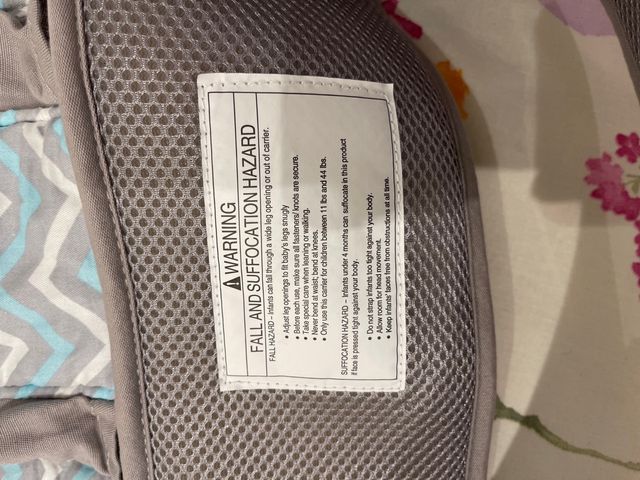 WARNING
FALL AND SUFFOCATION HAZARD
FALL HAZARD – Infants can fall through a wide leg opening or out of carrier.
• Adjust leg openings to fit baby's legs snugly
• Before each use, make sure all fasteners/ knots are secure.
• Take special care when leaning or walking.
• Never bend at waist; bend at knees.
• Only use this carrier for children between 11 lbs and 44 lbs.
SUFFOCATION HAZARD – Infants under 4 months can suffocate in this product
if face is pressed tight against your body.
• Do not strap infants too tight against your body.
• Allow room for head movement.
• Keep infants' faces free from obstructions at all time.